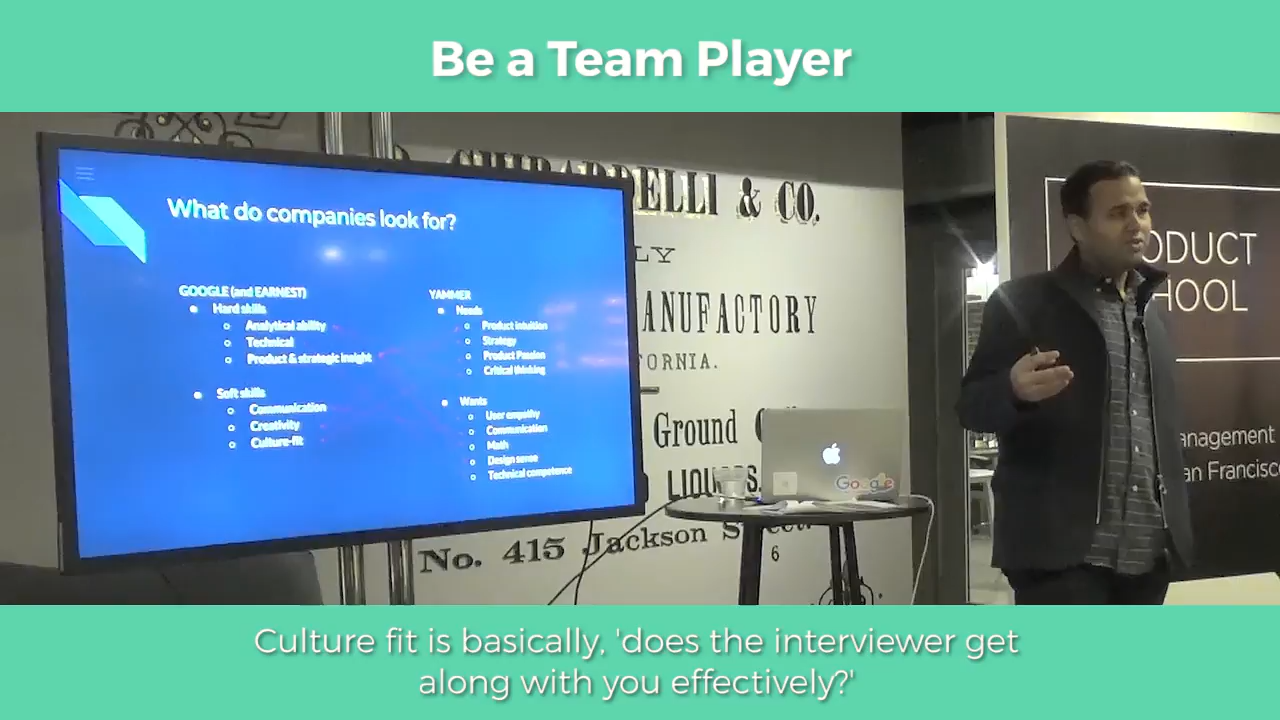 Be a Team Player
What do companies look for?
GOOGLE (and EARNEST)
Hard skills
Analytical ability
Technical
Product & strategic insight
Soft skills
Communication
Creativity
Culture-fit
YAMMER
Needs
Product intuition
Strategy
Product Passion
Critical thinking
Wants
User empathy
Communication
Math
Design sense
Technical competence
& CO.
LY
ANUFACTORY
ORNIA.
Ground
No. 415 Jackson
6
Google
ODUCT
HOOL
anagement
an Francisco
Culture fit is basically, 'does the interviewer get
along with you effectively?'